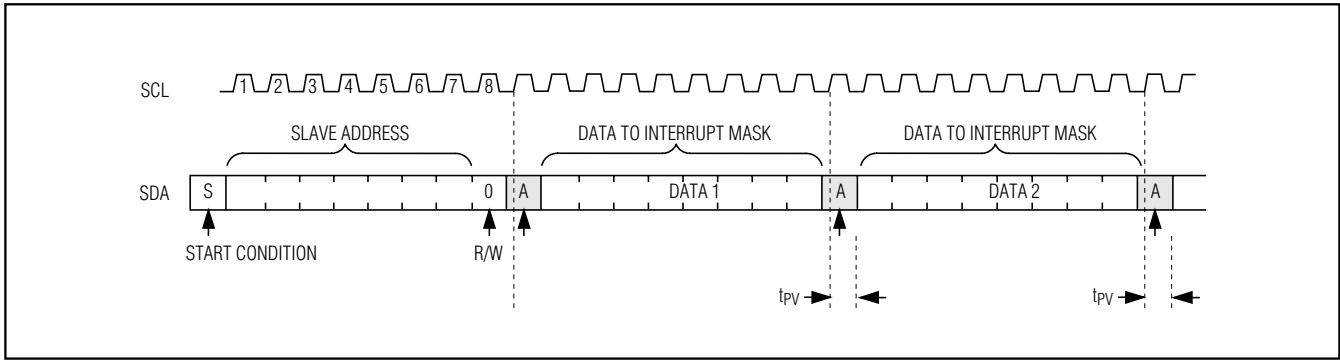 SCL 1 2 3 4 5 6 7 8
SLAVE ADDRESS DATA TO INTERRUPT MASK DATA TO INTERRUPT MASK
SDA S 0 A DATA 1 A DATA 2 A
START CONDITION R/W
tPV tPV